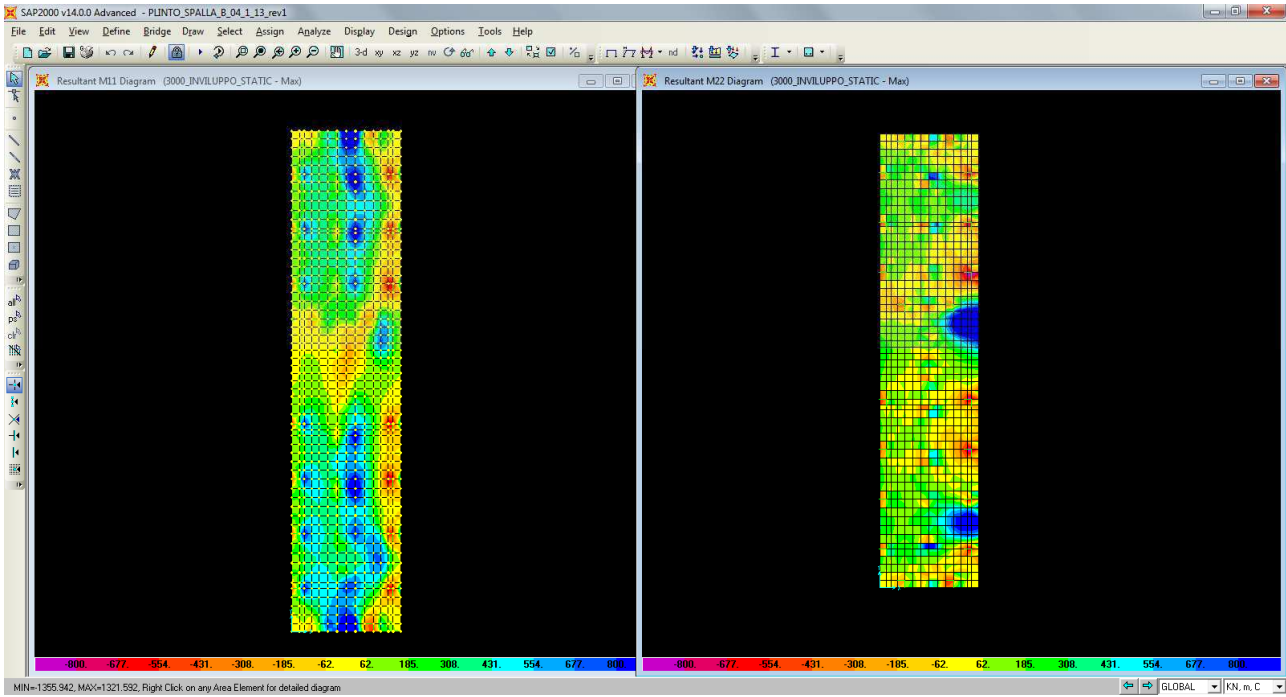 SAP2000 v14.0.0 Advanced - PLINTO_SPALLA_B_04_1_13_rev1
File Edit View Define Bridge Draw Select Assign Analyze Display Design Options Tools Help
3-d xy xz yz nv nd
Resultant M11 Diagram (3000_INVILUPPO_STATIC - Max)
Resultant M22 Diagram (3000_INVILUPPO_STATIC - Max)
all
ps
clr
-800. -677. -554. -431. -308. -185. -62. 62. 185. 308. 431. 554. 677. 800.
-800. -677. -554. -431. -308. -185. -62. 62. 185. 308. 431. 554. 677. 800.
MIN=-1355.942, MAX=1321.592, Right Click on any Area Element for detailed diagram
GLOBAL KN, m, C